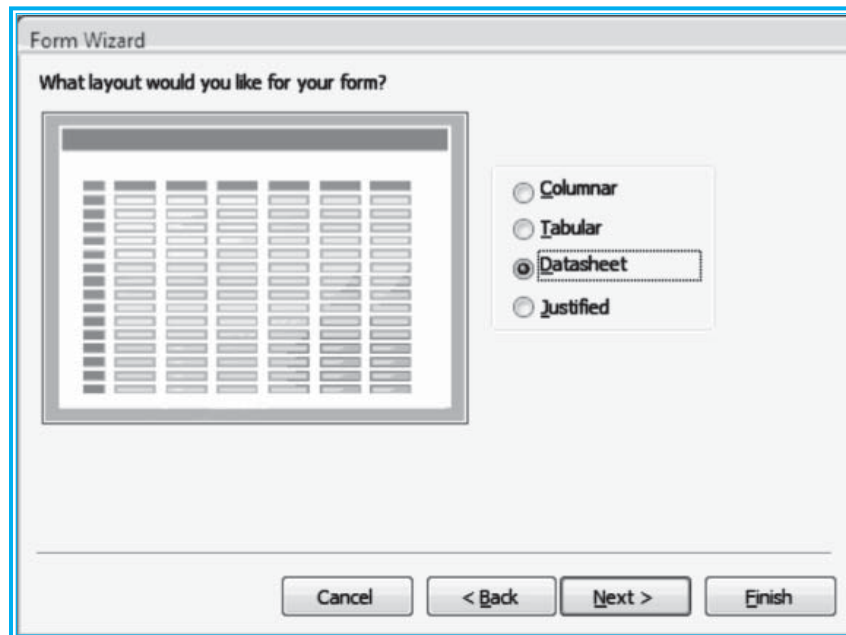 Form Wizard
What layout would you like for your form?
Columnar
Tabular
Datasheet
Justified
Cancel
< Back
Next >
Finish